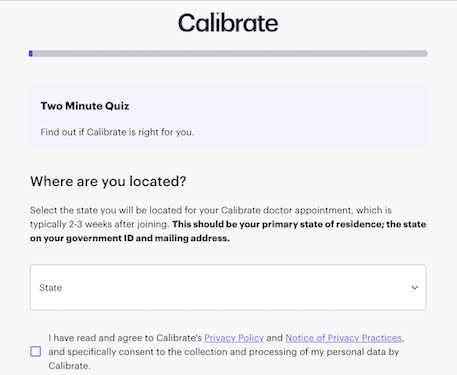 Calibrate
Two Minute Quiz
Find out if Calibrate is right for you.
Where are you located?
Select the state you will be located for your Calibrate doctor appointment, which is
typically 2-3 weeks after joining. This should be your primary state of residence; the state
on your government ID and mailing address.
State
I have read and agree to Calibrate's Privacy Policy and Notice of Privacy Practices,
and specifically consent to the collection and processing of my personal data by
Calibrate.